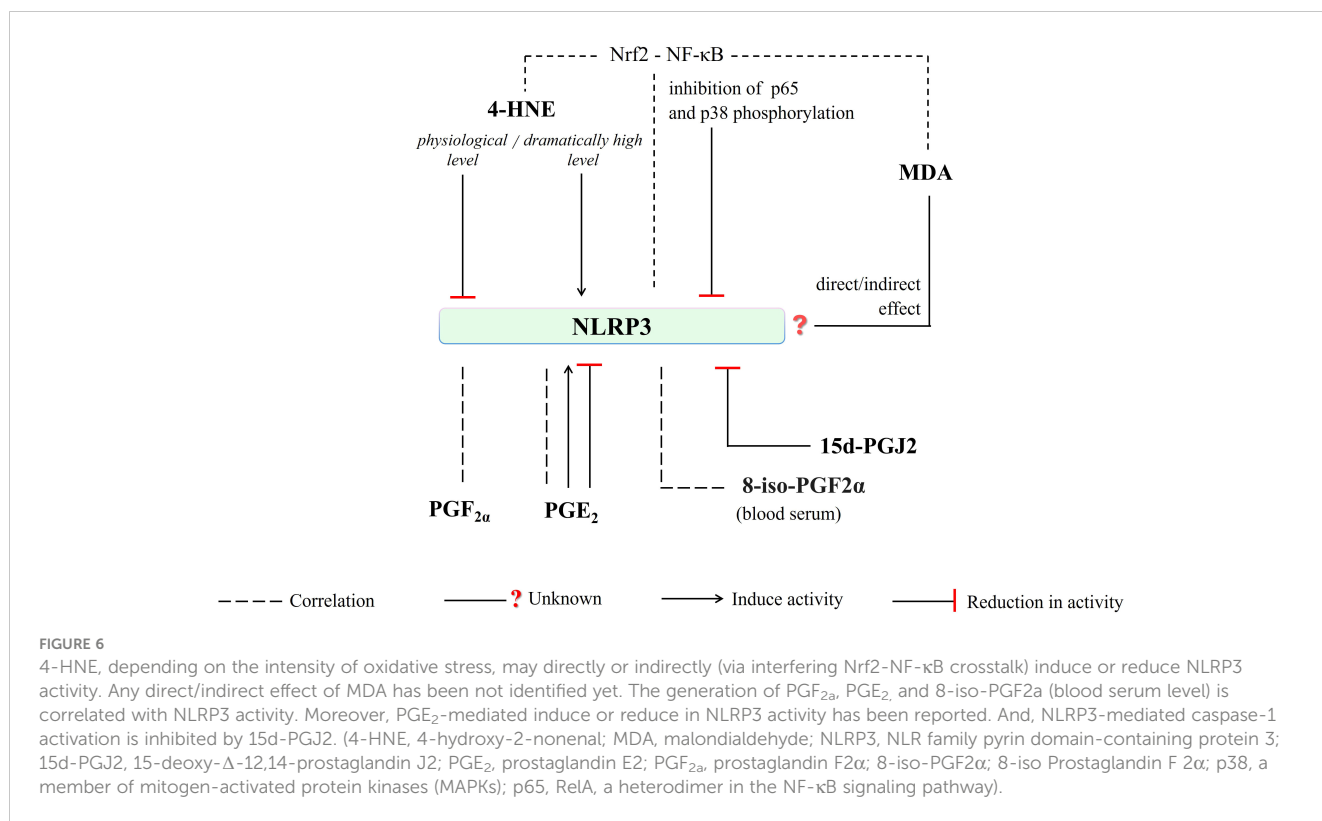 Nrf2 - NF-κB
inhibition of p65
and p38 phosphorylation
4-HNE
physiological / dramatically high
level level
MDA
direct/indirect
effect
NLRP3
?
15d-PGJ2
8-iso-PGF2α
(blood serum)
PGF2α
PGE2
Correlation
? Unknown
Induce activity
Reduction in activity
FIGURE 6
4-HNE, depending on the intensity of oxidative stress, may directly or indirectly (via interfering Nrf2-NF-κB crosstalk) induce or reduce NLRP3
activity. Any direct/indirect effect of MDA has been not identified yet. The generation of PGF2a, PGE2, and 8-iso-PGF2a (blood serum level) is
correlated with NLRP3 activity. Moreover, PGE2-mediated induce or reduce in NLRP3 activity has been reported. And, NLRP3-mediated caspase-1
activation is inhibited by 15d-PGJ2. (4-HNE, 4-hydroxy-2-nonenal; MDA, malondialdehyde; NLRP3, NLR family pyrin domain-containing protein 3;
15d-PGJ2, 15-deoxy-Δ-12,14-prostaglandin J2; PGE2, prostaglandin E2; PGF2a, prostaglandin F2α; 8-iso-PGF2α; 8-iso Prostaglandin F 2α; p38, a
member of mitogen-activated protein kinases (MAPKs); p65, RelA, a heterodimer in the NF-κB signaling pathway).